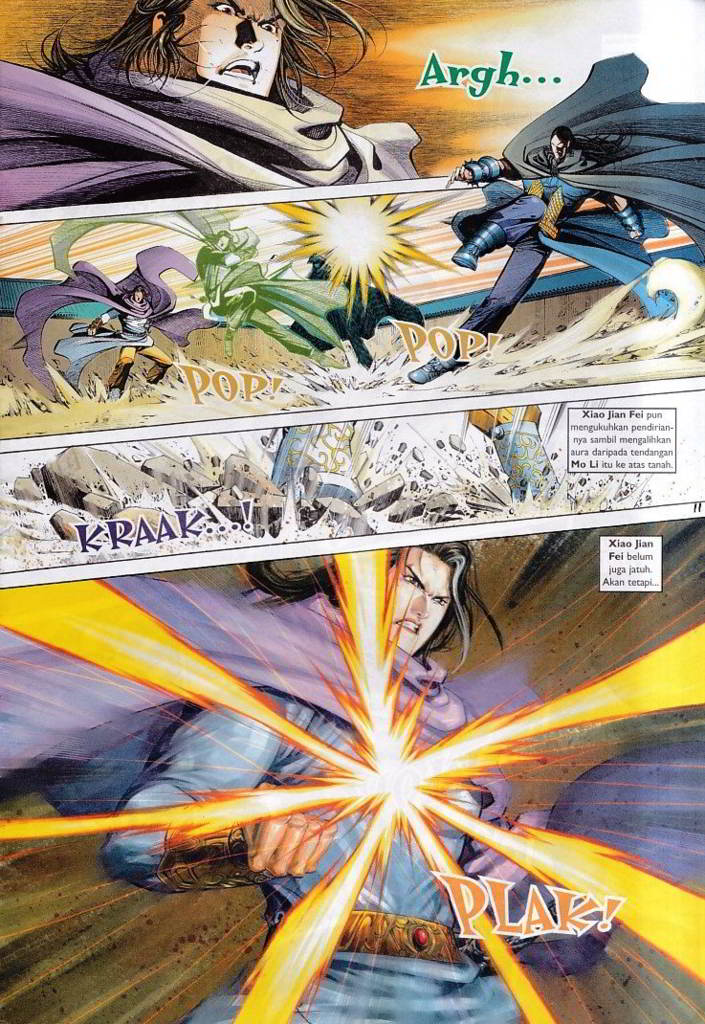 Argh...
POP!
POP!
Xiao Jian Fei pun
mengukuhkan pendirian-
nya sambil mengalihkan
aura daripada tendangan
Mo Li itu ke atas tanah.
KRAAK...!
11
Xiao Jian
Fei belum
juga jatuh.
Akan tetapi...
PLAK!